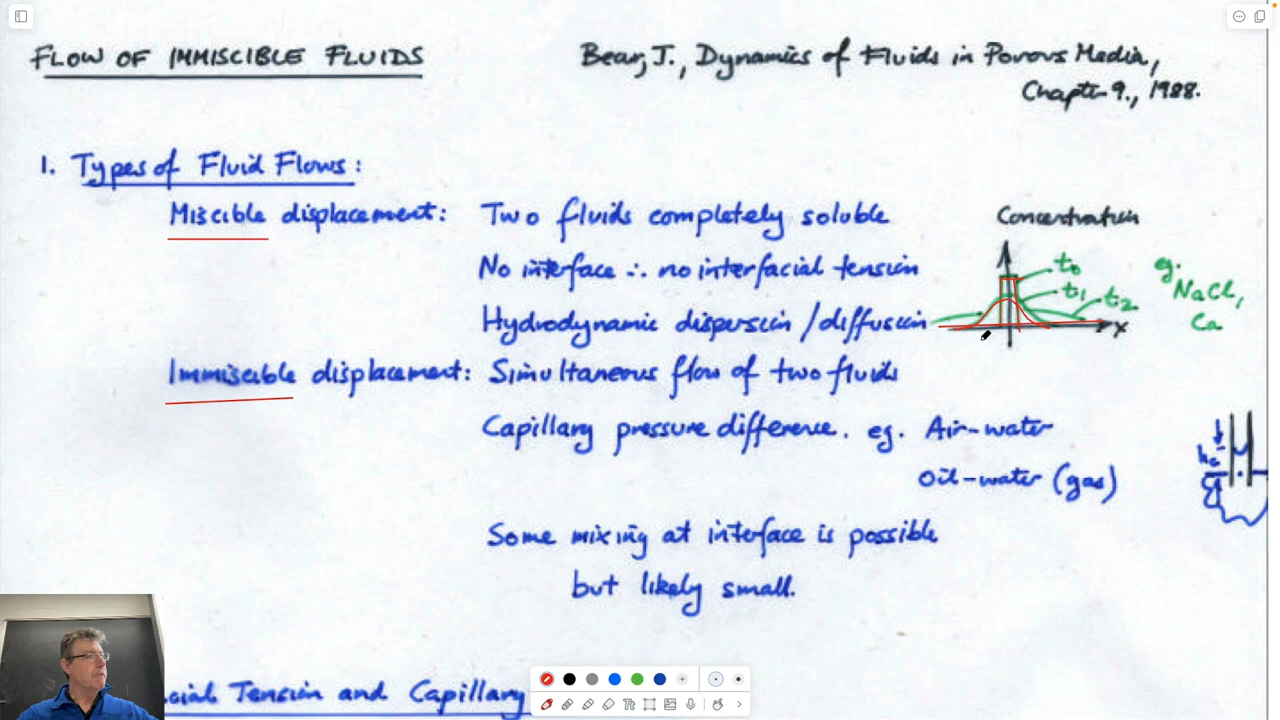 FLOW OF IMMISCIBLE FLUIDS
Bear, J., Dynamics of Fluids in Porous Media,
Chapter 9., 1988.
1. Types of Fluid Flows:
Miscible displacement: Two fluids completely soluble
Concentration
No interface ∴ no interfacial tension
t0
t1
t2
eg.
NaCl,
Ca
Hydrodynamic dispersion / diffusion
x
Immiscible displacement: Simultaneous flow of two fluids
Capillary pressure difference. eg. Air-water
Oil-water (gas)
hc
Some mixing at interface is possible
but likely small.
cial Tension and Capillary